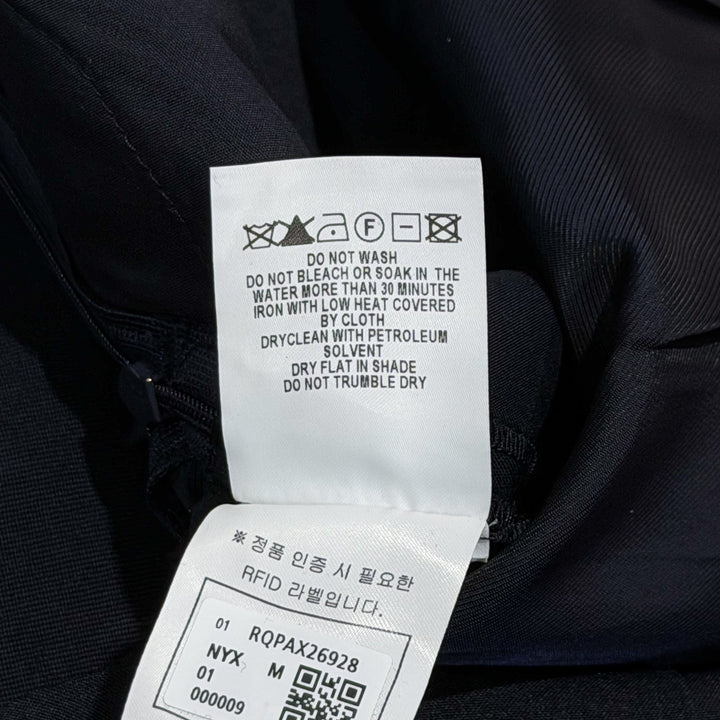 F
DO NOT WASH
DO NOT BLEACH OR SOAK IN THE
WATER MORE THAN 30 MINUTES
IRON WITH LOW HEAT COVERED
BY CLOTH
DRYCLEAN WITH PETROLEUM
SOLVENT
DRY FLAT IN SHADE
DO NOT TRUMBLE DRY
※ 정품 인증 시 필요한
RFID 라벨입니다.
01 RQPAX26928
NYX M
01
000009